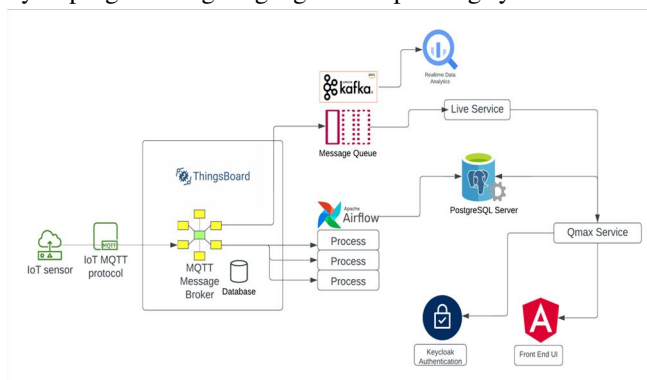 kafka
Realtime Data
Analytics
Live Service
Message Queue
ThingsBoard
Apache
Airflow
PostgreSQL Server
Process
Process
Process
Qmax Service
MQTT
IoT sensor
IoT MQTT
protocol
MQTT
Message
Broker
Database
Keycloak
Authentication
A
Front End UI